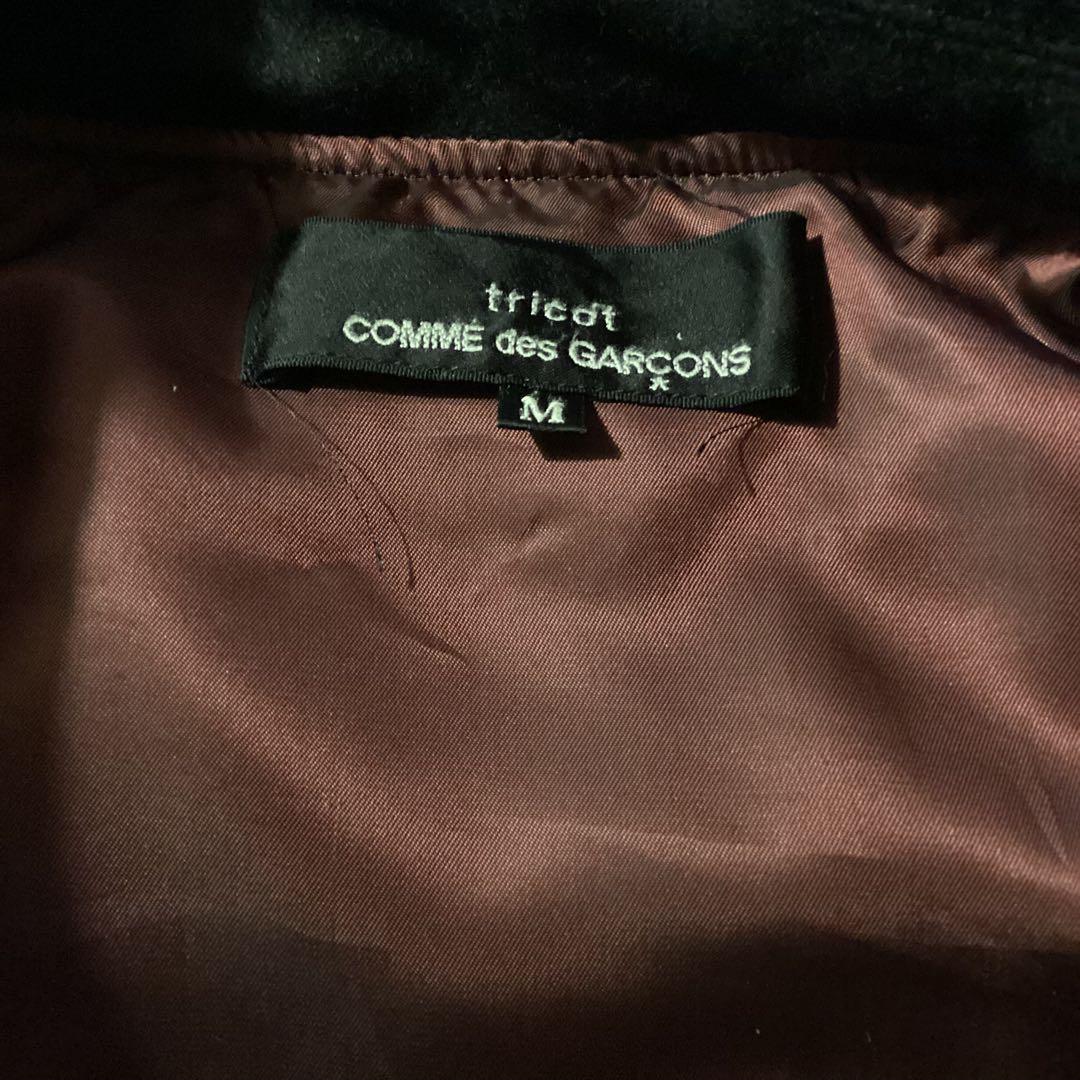 tricot
COMME des GARCONS
*
M